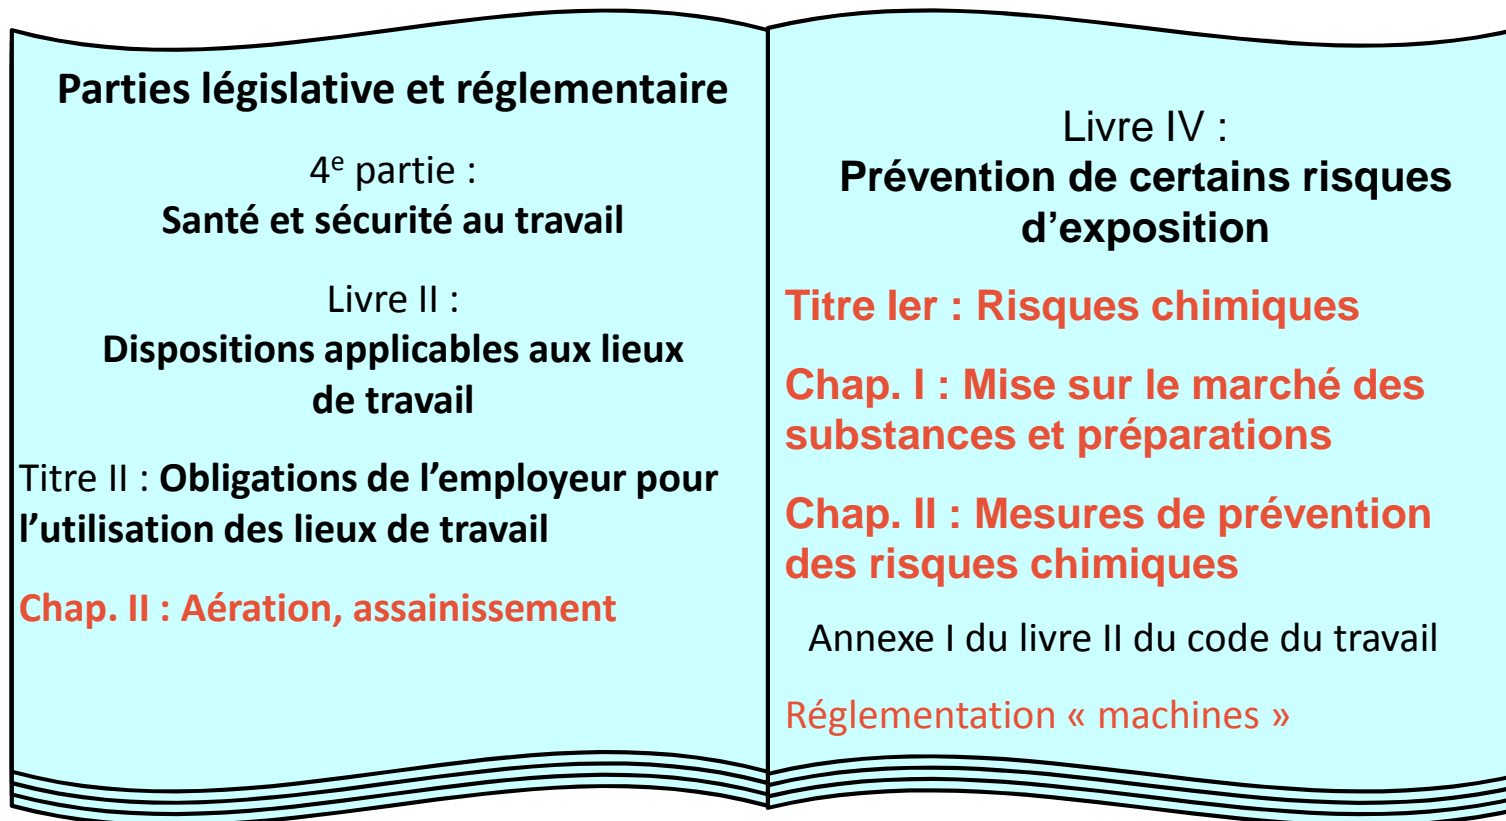 Parties législative et réglementaire
4e partie :
Santé et sécurité au travail
Livre II :
Dispositions applicables aux lieux
de travail
Titre II : Obligations de l’employeur pour
l’utilisation des lieux de travail
Chap. II : Aération, assainissement
Livre IV :
Prévention de certains risques
d’exposition
Titre Ier : Risques chimiques
Chap. I : Mise sur le marché des
substances et préparations
Chap. II : Mesures de prévention
des risques chimiques
Annexe I du livre II du code du travail
Réglementation « machines »